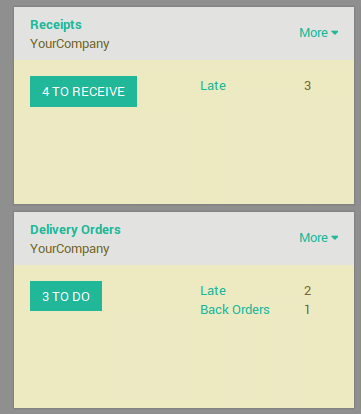 Receipts
YourCompany
More
4 TO RECEIVE
Late 3
Delivery Orders
YourCompany
More
3 TO DO
Late 2
Back Orders 1